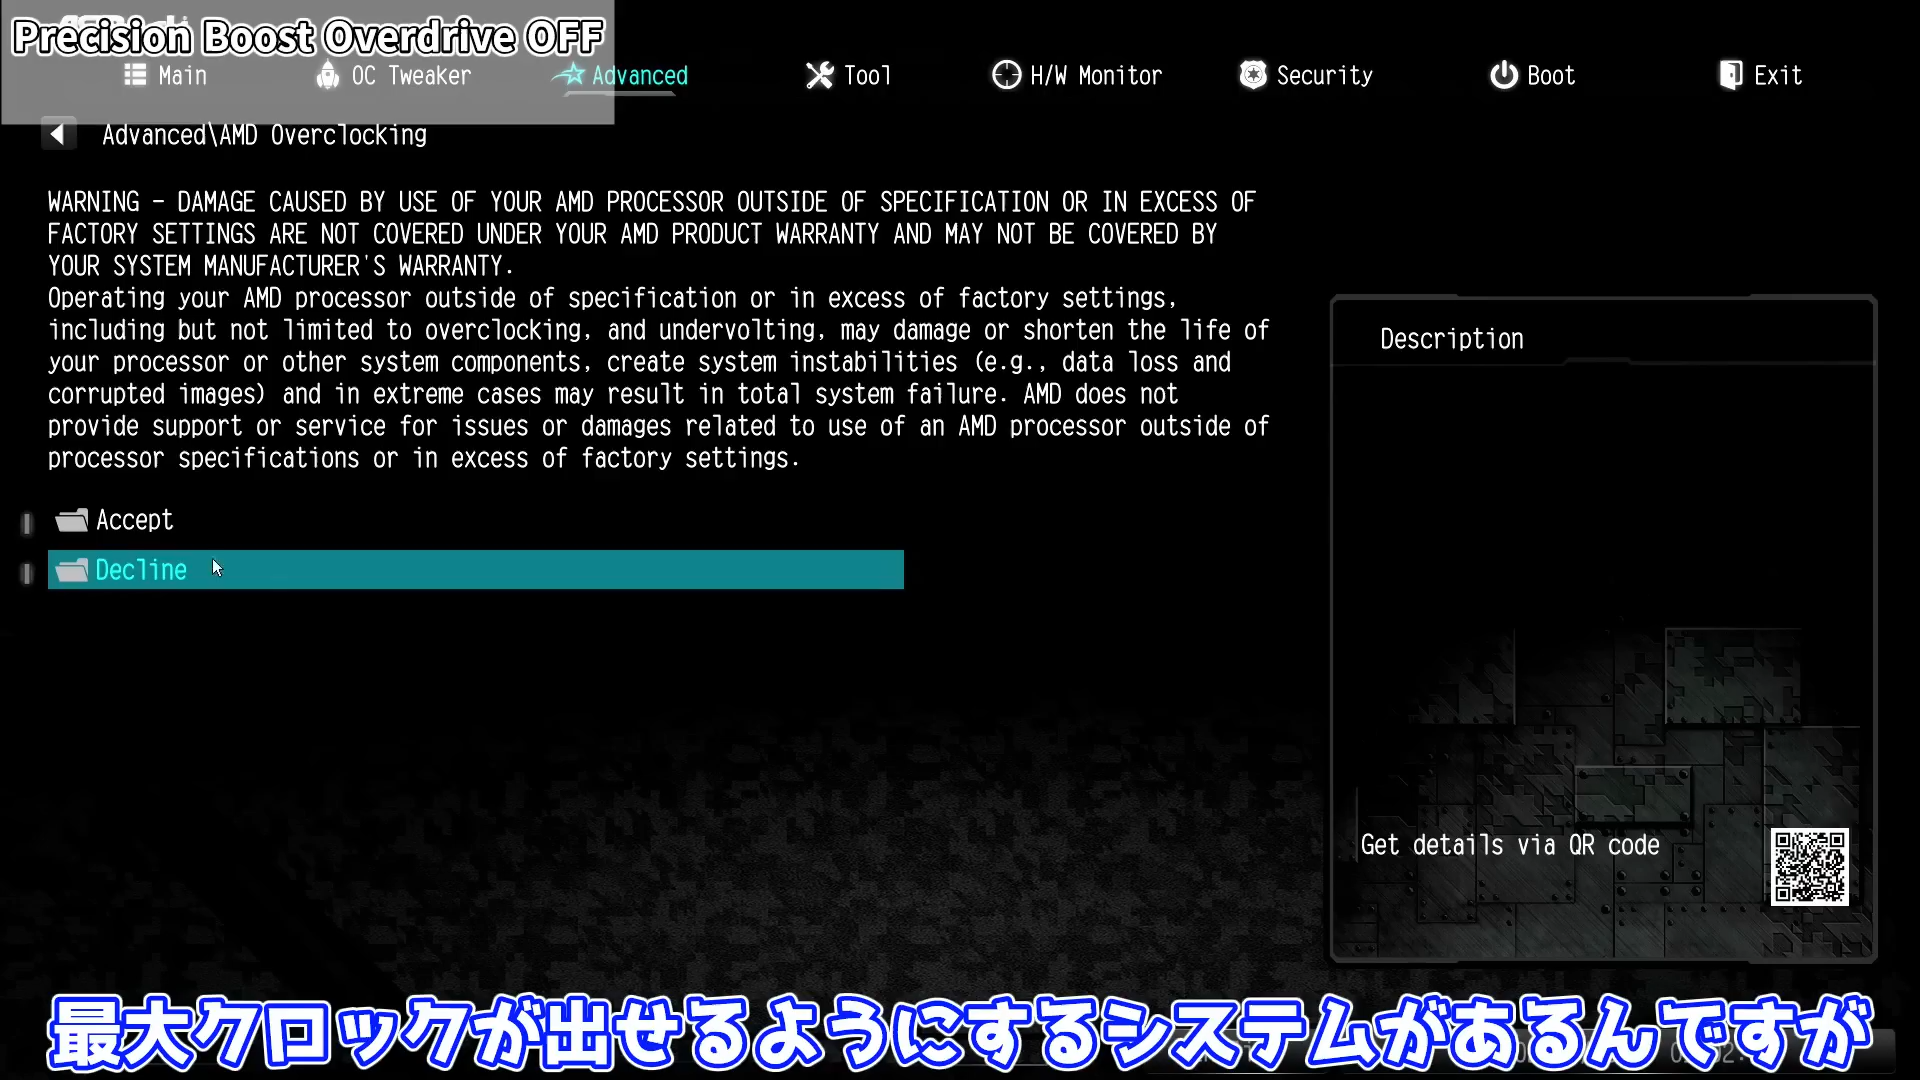 Precision Boost Overdrive OFF
Main OC Tweaker Advanced Tool H/W Monitor Security Boot Exit
Advanced\AMD Overclocking
WARNING - DAMAGE CAUSED BY USE OF YOUR AMD PROCESSOR OUTSIDE OF SPECIFICATION OR IN EXCESS OF
FACTORY SETTINGS ARE NOT COVERED UNDER YOUR AMD PRODUCT WARRANTY AND MAY NOT BE COVERED BY
YOUR SYSTEM MANUFACTURER'S WARRANTY.
Operating your AMD processor outside of specification or in excess of factory settings,
including but not limited to overclocking, and undervolting, may damage or shorten the life of
your processor or other system components, create system instabilities (e.g., data loss and
corrupted images) and in extreme cases may result in total system failure. AMD does not
provide support or service for issues or damages related to use of an AMD processor outside of
processor specifications or in excess of factory settings.
Accept
Decline
Description
Get details via QR code
最大クロックが出せるようにするシステムがあるんですが